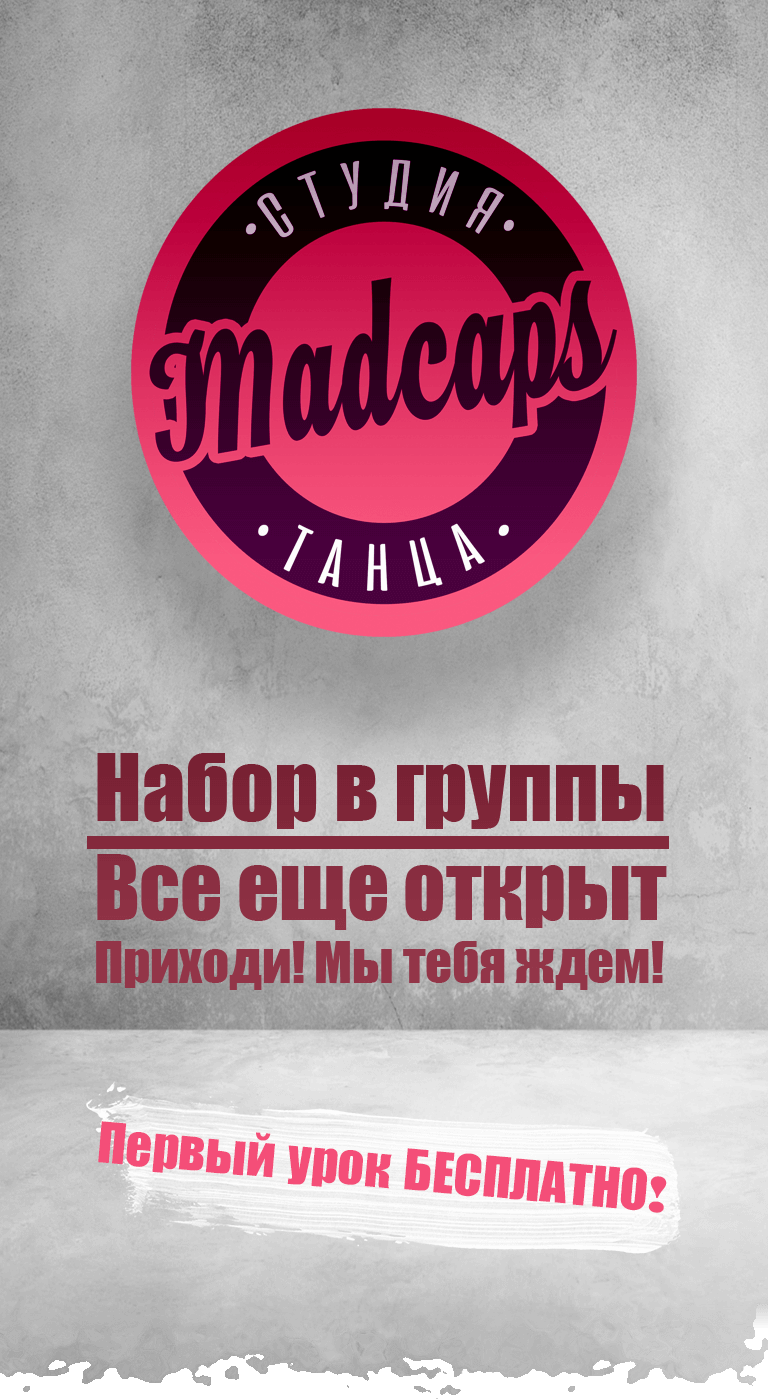 •СТУДИЯ•
Madcaps
•ТАНЦА•
Набор в группы
Все еще открыт
Приходи! Мы тебя ждем!
Первый урок БЕСПЛАТНО!